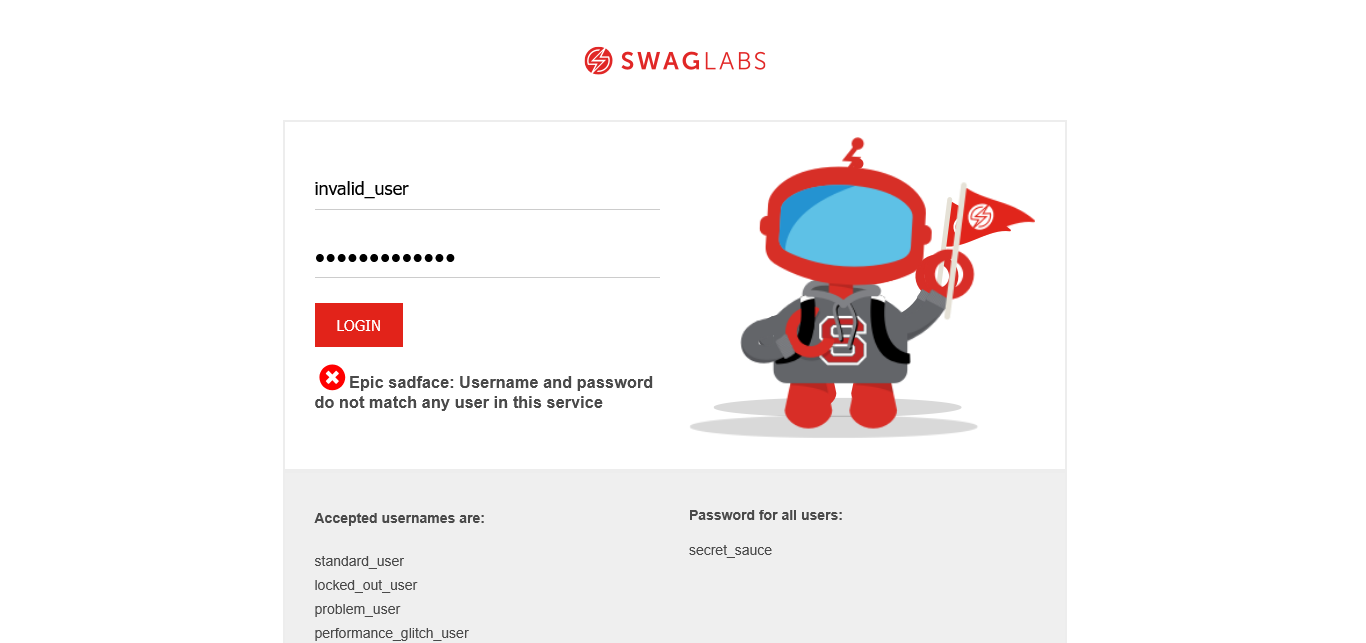 SWAGLABS
invalid_user
•••••••••••••
LOGIN
Epic sadface: Username and password
do not match any user in this service
S
Accepted usernames are:
standard_user
locked_out_user
problem_user
performance_glitch_user
Password for all users:
secret_sauce